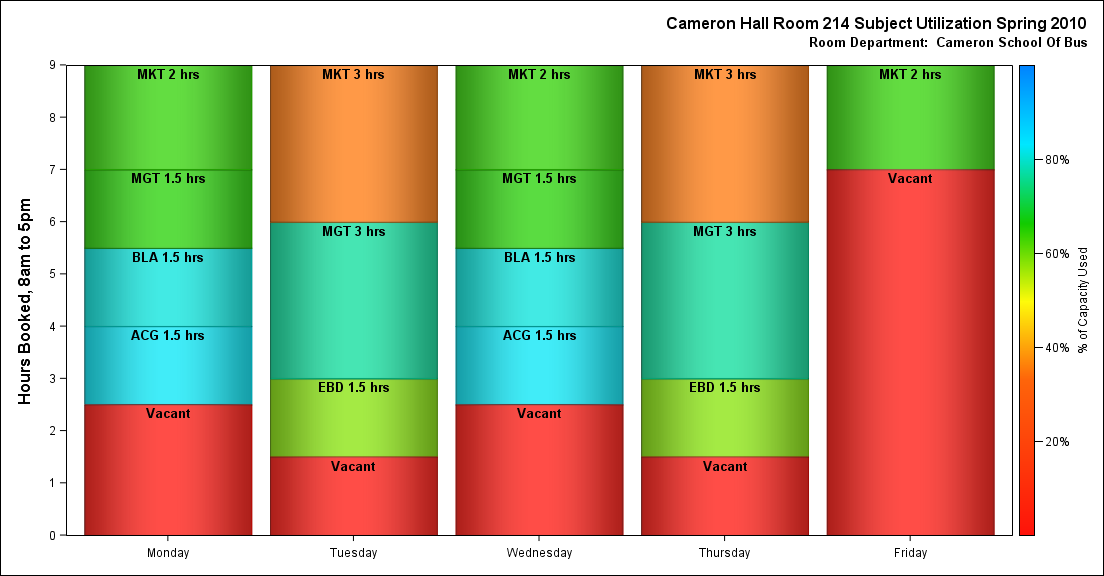 Cameron Hall Room 214 Subject Utilization Spring 2010
Room Department:  Cameron School Of Bus
Hours Booked, 8am to 5pm
9
8
7
6
5
4
3
2
1
0
MKT 2 hrs
MGT 1.5 hrs
BLA 1.5 hrs
ACG 1.5 hrs
Vacant
MKT 3 hrs
MGT 3 hrs
EBD 1.5 hrs
Vacant
MKT 2 hrs
MGT 1.5 hrs
BLA 1.5 hrs
ACG 1.5 hrs
Vacant
MKT 3 hrs
MGT 3 hrs
EBD 1.5 hrs
Vacant
MKT 2 hrs
Vacant
Monday
Tuesday
Wednesday
Thursday
Friday
80%
60%
40%
20%
% of Capacity Used